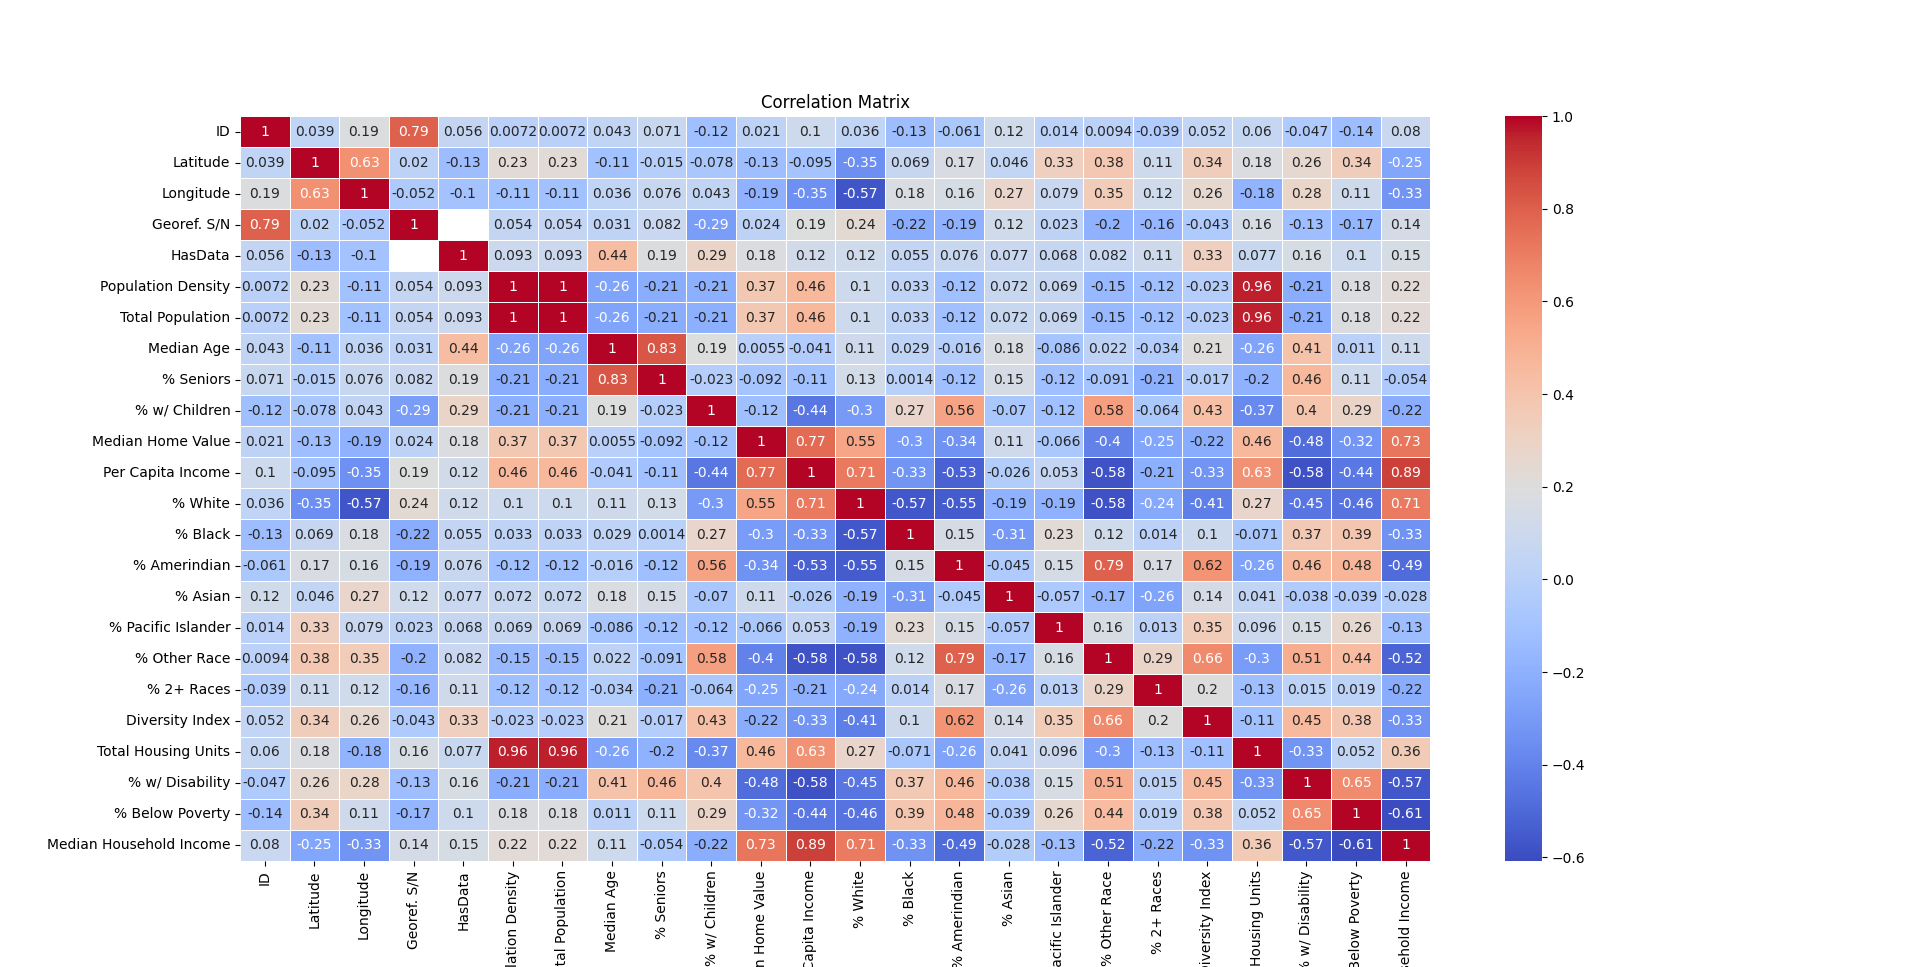 Correlation Matrix
ID 1 0.039 0.19 0.79 0.056 0.0072 0.0072 0.043 0.071 -0.12 0.021 0.1 0.036 -0.13 -0.061 0.12 0.014 0.0094 -0.039 0.052 0.06 -0.047 -0.14 0.08
Latitude 0.039 1 0.63 0.02 -0.13 0.23 0.23 -0.11 -0.015 -0.078 -0.13 -0.095 -0.35 0.069 0.17 0.046 0.33 0.38 0.11 0.34 0.18 0.26 0.34 -0.25
Longitude 0.19 0.63 1 -0.052 -0.1 -0.11 -0.11 0.036 0.076 0.043 -0.19 -0.35 -0.57 0.18 0.16 0.27 0.079 0.35 0.12 0.26 -0.18 0.28 0.11 -0.33
Georef. S/N 0.79 0.02 -0.052 1 0.054 0.054 0.031 0.082 -0.29 0.024 0.19 0.24 -0.22 -0.19 0.12 0.023 -0.2 -0.16 -0.043 0.16 -0.13 -0.17 0.14
HasData 0.056 -0.13 -0.1 1 0.093 0.093 0.44 0.19 0.29 0.18 0.12 0.12 0.055 0.076 0.077 0.068 0.082 0.11 0.33 0.077 0.16 0.1 0.15
Population Density 0.0072 0.23 -0.11 0.054 0.093 1 1 -0.26 -0.21 -0.21 0.37 0.46 0.1 0.033 -0.12 0.072 0.069 -0.15 -0.12 -0.023 0.96 -0.21 0.18 0.22
Total Population 0.0072 0.23 -0.11 0.054 0.093 1 1 -0.26 -0.21 -0.21 0.37 0.46 0.1 0.033 -0.12 0.072 0.069 -0.15 -0.12 -0.023 0.96 -0.21 0.18 0.22
Median Age 0.043 -0.11 0.036 0.031 0.44 -0.26 -0.26 1 0.83 0.19 0.0055 -0.041 0.11 0.029 -0.016 0.18 -0.086 0.022 -0.034 0.21 -0.26 0.41 0.011 0.11
% Seniors 0.071 -0.015 0.076 0.082 0.19 -0.21 -0.21 0.83 1 -0.023 -0.092 -0.11 0.13 0.0014 -0.12 0.15 -0.12 -0.091 -0.21 -0.017 -0.2 0.46 0.11 -0.054
% w/ Children -0.12 -0.078 0.043 -0.29 0.29 -0.21 -0.21 0.19 -0.023 1 -0.12 -0.44 -0.3 0.27 0.56 -0.07 -0.12 0.58 -0.064 0.43 -0.37 0.4 0.29 -0.22
Median Home Value 0.021 -0.13 -0.19 0.024 0.18 0.37 0.37 0.0055 -0.092 -0.12 1 0.77 0.55 -0.3 -0.34 0.11 -0.066 -0.4 -0.25 -0.22 0.46 -0.48 -0.32 0.73
Per Capita Income 0.1 -0.095 -0.35 0.19 0.12 0.46 0.46 -0.041 -0.11 -0.44 0.77 1 0.71 -0.33 -0.53 -0.026 0.053 -0.58 -0.21 -0.33 0.63 -0.58 -0.44 0.89
% White 0.036 -0.35 -0.57 0.24 0.12 0.1 0.1 0.11 0.13 -0.3 0.55 0.71 1 -0.57 -0.55 -0.19 -0.19 -0.58 -0.24 -0.41 0.27 -0.45 -0.46 0.71
% Black -0.13 0.069 0.18 -0.22 0.055 0.033 0.033 0.029 0.0014 0.27 -0.3 -0.33 -0.57 1 0.15 -0.31 0.23 0.12 0.014 0.1 -0.071 0.37 0.39 -0.33
% Amerindian -0.061 0.17 0.16 -0.19 0.076 -0.12 -0.12 -0.016 -0.12 0.56 -0.34 -0.53 -0.55 0.15 1 -0.045 0.15 0.79 0.17 0.62 -0.26 0.46 0.48 -0.49
% Asian 0.12 0.046 0.27 0.12 0.077 0.072 0.072 0.18 0.15 -0.07 0.11 -0.026 -0.19 -0.31 -0.045 1 -0.057 -0.17 -0.26 0.14 0.041 -0.038 -0.039 -0.028
% Pacific Islander 0.014 0.33 0.079 0.023 0.068 0.069 0.069 -0.086 -0.12 -0.12 -0.066 0.053 -0.19 0.23 0.15 -0.057 1 0.16 0.013 0.35 0.096 0.15 0.26 -0.13
% Other Race 0.0094 0.38 0.35 -0.2 0.082 -0.15 -0.15 0.022 -0.091 0.58 -0.4 -0.58 -0.58 0.12 0.79 -0.17 0.16 1 0.29 0.66 -0.3 0.51 0.44 -0.52
% 2+ Races -0.039 0.11 0.12 -0.16 0.11 -0.12 -0.12 -0.034 -0.21 -0.064 -0.25 -0.21 -0.24 0.014 0.17 -0.26 0.013 0.29 1 0.2 -0.13 0.015 0.019 -0.22
Diversity Index 0.052 0.34 0.26 -0.043 0.33 -0.023 -0.023 0.21 -0.017 0.43 -0.22 -0.33 -0.41 0.1 0.62 0.14 0.35 0.66 0.2 1 -0.11 0.45 0.38 -0.33
Total Housing Units 0.06 0.18 -0.18 0.16 0.077 0.96 0.96 -0.26 -0.2 -0.37 0.46 0.63 0.27 -0.071 -0.26 0.041 0.096 -0.3 -0.13 -0.11 1 -0.33 0.052 0.36
% w/ Disability -0.047 0.26 0.28 -0.13 0.16 -0.21 -0.21 0.41 0.46 0.4 -0.48 -0.58 -0.45 0.37 0.46 -0.038 0.15 0.51 0.015 0.45 -0.33 1 0.65 -0.57
% Below Poverty -0.14 0.34 0.11 -0.17 0.1 0.18 0.18 0.011 0.11 0.29 -0.32 -0.44 -0.46 0.39 0.48 -0.039 0.26 0.44 0.019 0.38 0.052 0.65 1 -0.61
Median Household Income 0.08 -0.25 -0.33 0.14 0.15 0.22 0.22 0.11 -0.054 -0.22 0.73 0.89 0.71 -0.33 -0.49 -0.028 -0.13 -0.52 -0.22 -0.33 0.36 -0.57 -0.61 1
ID
Latitude
Longitude
Georef. S/N
HasData
lation Density
tal Population
Median Age
% Seniors
% w/ Children
n Home Value
Capita Income
% White
% Black
% Amerindian
% Asian
acific Islander
% Other Race
% 2+ Races
iversity Index
Housing Units
% w/ Disability
Below Poverty
sehold Income
1.0
0.8
0.6
0.4
0.2
0.0
−0.2
−0.4
−0.6